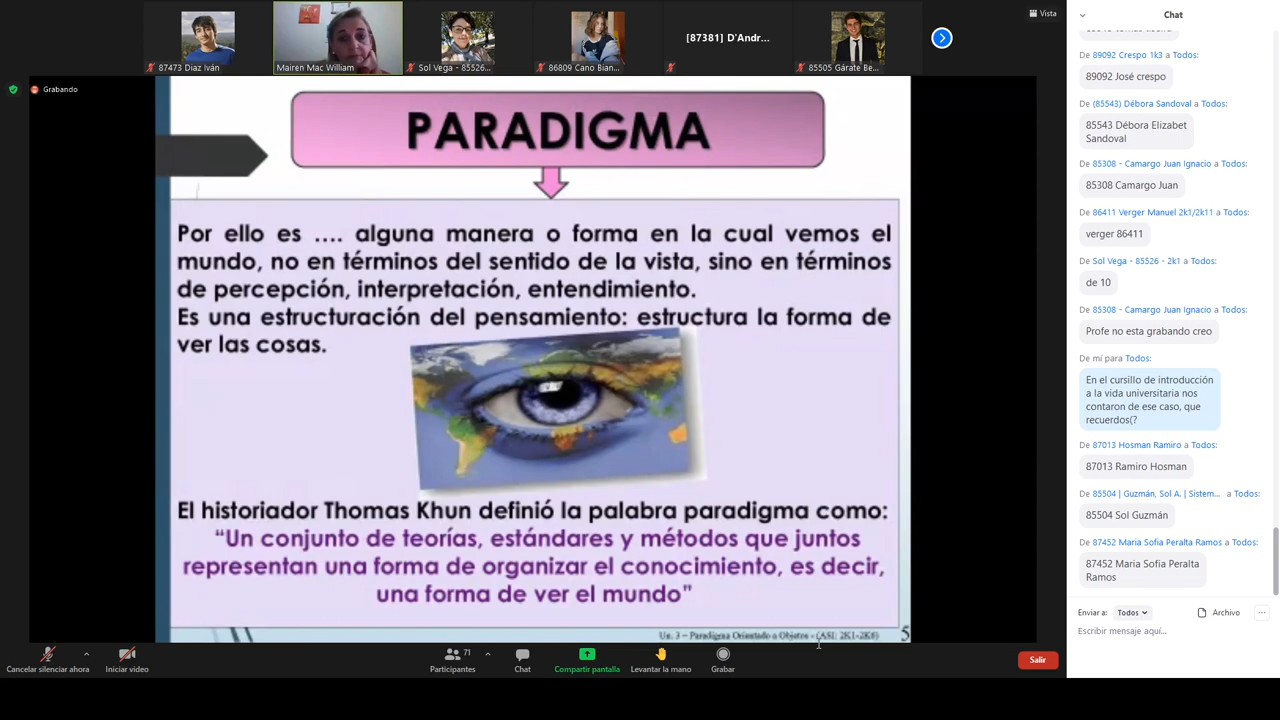 Vista
87473 Diaz Iván
Mairen Mac William
Sol Vega - 85526...
86809 Cano Bian...
[87381] D'Andr...
85505 Gárate Be...
Grabando
PARADIGMA
Por ello es .... alguna manera o forma en la cual vemos el
mundo, no en términos del sentido de la vista, sino en términos
de percepción, interpretación, entendimiento.
Es una estructuración del pensamiento: estructura la forma de
ver las cosas.
El historiador Thomas Khun definió la palabra paradigma como:
“Un conjunto de teorías, estándares y métodos que juntos
representan una forma de organizar el conocimiento, es decir,
una forma de ver el mundo”
Un. 3 – Paradigma Orientado a Objetos - (ASI: 2K1-2K6)
5
Cancelar silenciar ahora
Iniciar video
Participantes
71
Chat
Compartir pantalla
Levantar la mano
Grabar
Salir
Chat
De 89092 Crespo 1k3 a Todos:
89092 José crespo
De (85543) Débora Sandoval a Todos:
85543 Débora Elizabet
Sandoval
De 85308 - Camargo Juan Ignacio a Todos:
85308 Camargo Juan
De 86411 Verger Manuel 2k1/2k11 a Todos:
verger 86411
De Sol Vega - 85526 - 2k1 a Todos:
de 10
De 85308 - Camargo Juan Ignacio a Todos:
Profe no esta grabando creo
De mí para Todos:
En el cursillo de introducción
a la vida universitaria nos
contaron de ese caso, que
recuerdos(?
De 87013 Hosman Ramiro a Todos:
87013 Ramiro Hosman
De 85504 | Guzmán, Sol A. | Sistem... a Todos:
85504 Sol Guzmán
De 87452 Maria Sofia Peralta Ramos a Todos:
87452 Maria Sofia Peralta
Ramos
Enviar a: Todos
Archivo
Escribir mensaje aquí...